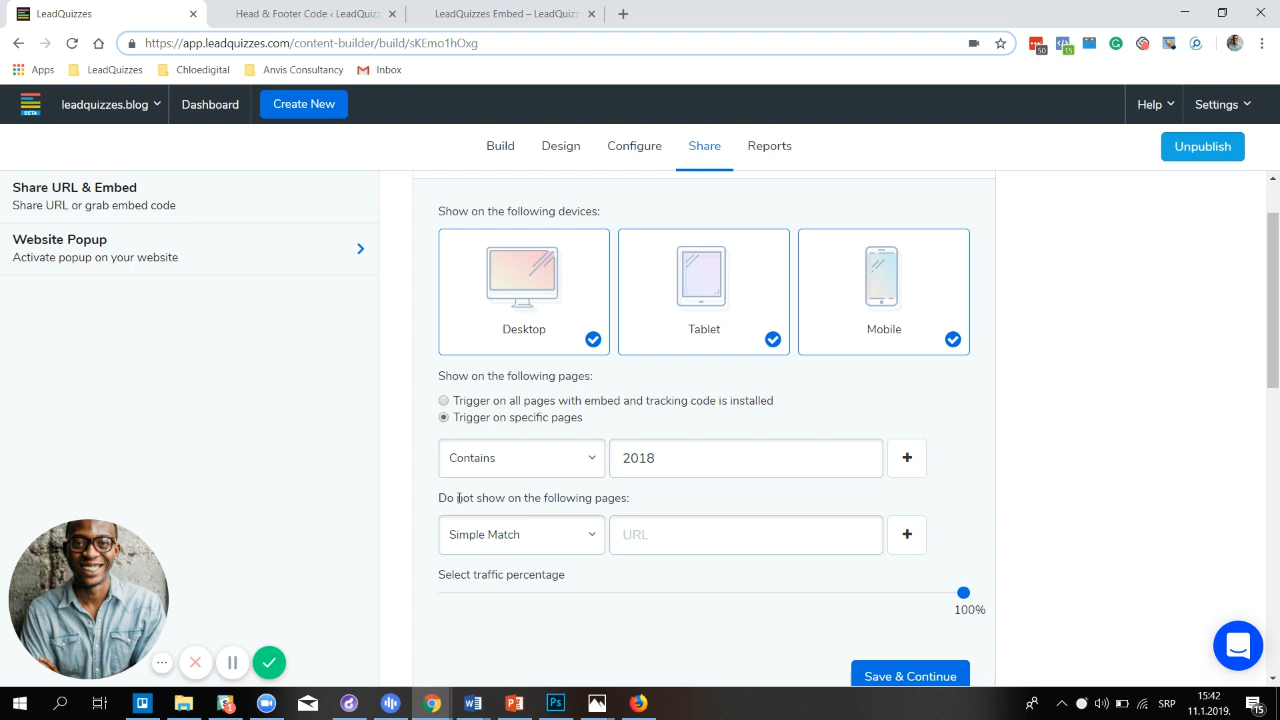 LeadQuizzes
Head & Footer Code ‹ LeadQuizz
LeadQuizzes Embed – LeadQuizz
https://app.leadquizzes.com/content-builder/build/sKEmo1hOxg
50
15
Apps
LeadQuizzes
Chloedigital
Anvis Consultancy
Inbox
BETA
leadquizzes.blog
Dashboard
Create New
Help
Settings
Build
Design
Configure
Share
Reports
Unpublish
Share URL & Embed
Share URL or grab embed code
Website Popup
Activate popup on your website
Show on the following devices:
Desktop
Tablet
Mobile
Show on the following pages:
Trigger on all pages with embed and tracking code is installed
Trigger on specific pages
Contains
2018
Do not show on the following pages:
Simple Match
URL
Select traffic percentage
100%
Save & Continue
SRP
15:42
11.1.2019.
15